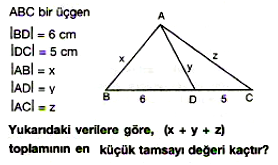 ABC bir üçgen
|BD| = 6 cm
|DC| = 5 cm
|AB| = x
|AD| = y
|AC| = z
A
x
y
z
B
6
D
5
C
Yukarıdaki verilere göre, (x + y + z)
toplamının en küçük tamsayı değeri kaçtır?